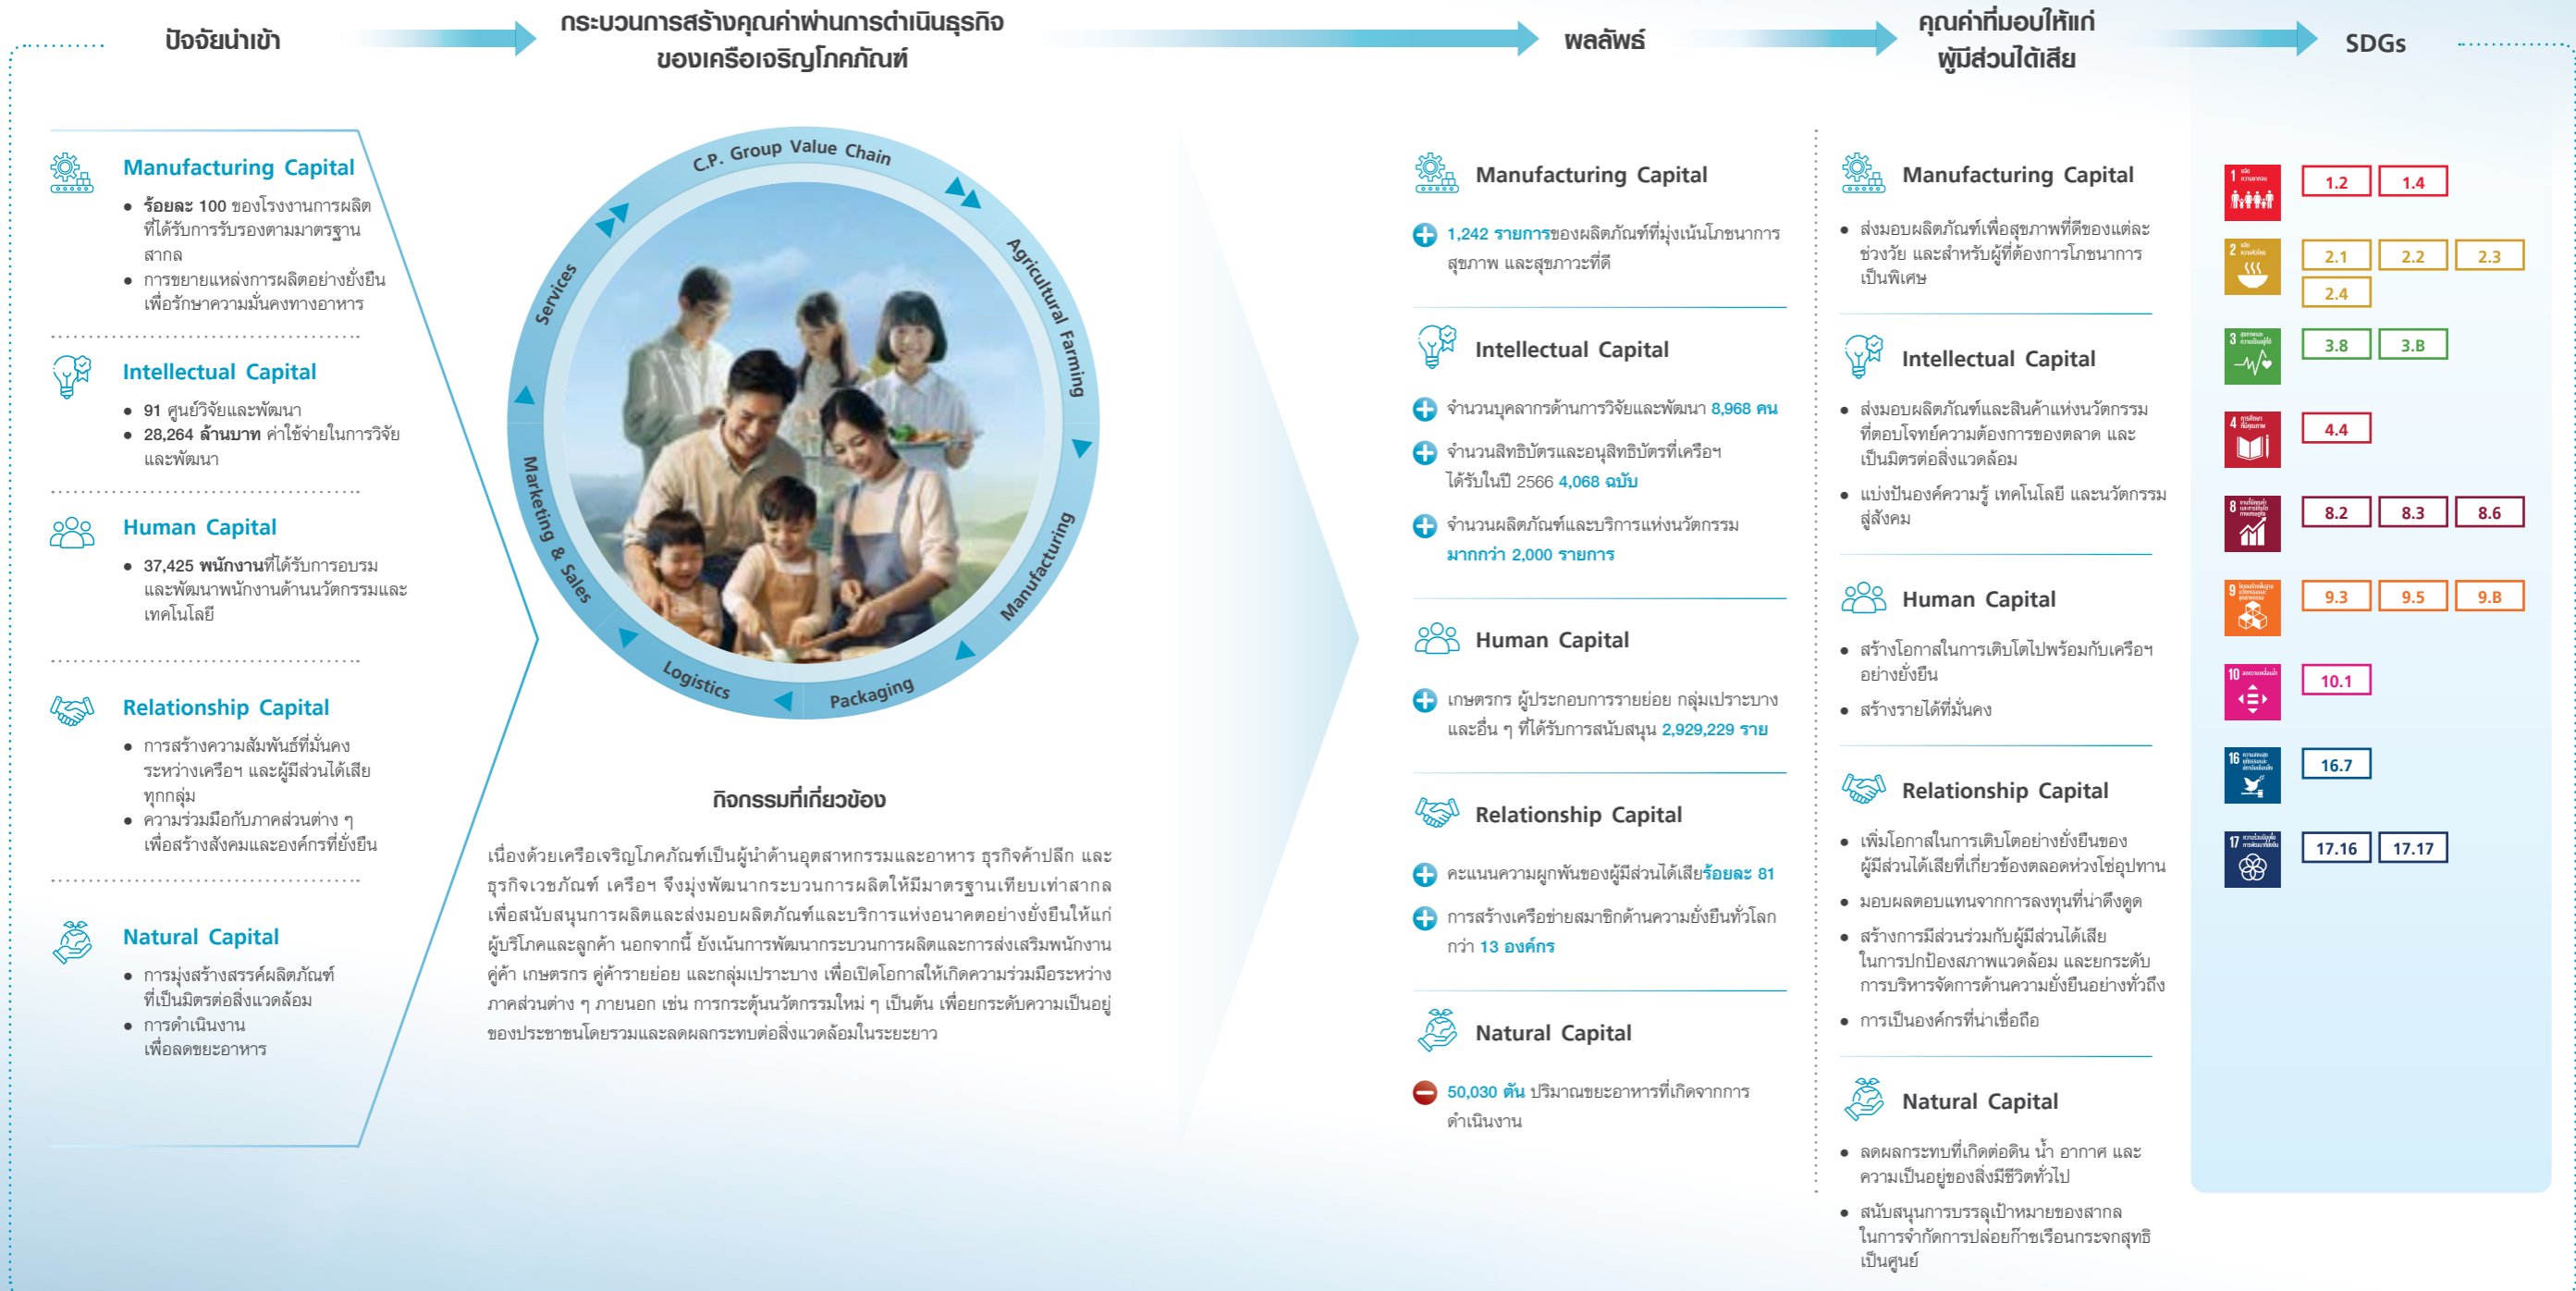 ปัจจัยนำเข้า
กระบวนการสร้างคุณค่าผ่านการดำเนินธุรกิจ
ของเครือเจริญโภคภัณฑ์
ผลลัพธ์
คุณค่าที่มอบให้แก่
ผู้มีส่วนได้เสีย
SDGs
Manufacturing Capital
• ร้อยละ 100 ของโรงงานการผลิต
ที่ได้รับการรับรองตามมาตรฐาน
สากล
• การขยายแหล่งการผลิตอย่างยั่งยืน
เพื่อรักษาความมั่นคงทางอาหาร
Intellectual Capital
• 91 ศูนย์วิจัยและพัฒนา
• 28,264 ล้านบาท ค่าใช้จ่ายในการวิจัย
และพัฒนา
Human Capital
• 37,425 พนักงานที่ได้รับการอบรม
และพัฒนาพนักงานด้านนวัตกรรมและ
เทคโนโลยี
Relationship Capital
• การสร้างความสัมพันธ์ที่มั่นคง
ระหว่างเครือฯ และผู้มีส่วนได้เสีย
ทุกกลุ่ม
• ความร่วมมือกับภาคส่วนต่าง ๆ
เพื่อสร้างสังคมและองค์กรที่ยั่งยืน
Natural Capital
• การมุ่งสร้างสรรค์ผลิตภัณฑ์
ที่เป็นมิตรต่อสิ่งแวดล้อม
• การดำเนินงาน
เพื่อลดขยะอาหาร
C.P. Group Value Chain
Agricultural Farming
Manufacturing
Packaging
Logistics
Marketing & Sales
Services
กิจกรรมที่เกี่ยวข้อง
เนื่องด้วยเครือเจริญโภคภัณฑ์เป็นผู้นำด้านอุตสาหกรรมและอาหาร ธุรกิจค้าปลีก และ
ธุรกิจเวชภัณฑ์ เครือฯ จึงมุ่งพัฒนากระบวนการผลิตให้มีมาตรฐานเทียบเท่าสากล
เพื่อสนับสนุนการผลิตและส่งมอบผลิตภัณฑ์และบริการแห่งอนาคตอย่างยั่งยืนให้แก่
ผู้บริโภคและลูกค้า นอกจากนี้ ยังเน้นการพัฒนากระบวนการผลิตและการส่งเสริมพนักงาน
คู่ค้า เกษตรกร คู่ค้ารายย่อย และกลุ่มเปราะบาง เพื่อเปิดโอกาสให้เกิดความร่วมมือระหว่าง
ภาคส่วนต่าง ๆ ภายนอก เช่น การกระตุ้นนวัตกรรมใหม่ ๆ เป็นต้น เพื่อยกระดับความเป็นอยู่
ของประชาชนโดยรวมและลดผลกระทบต่อสิ่งแวดล้อมในระยะยาว
Manufacturing Capital
1,242 รายการของผลิตภัณฑ์ที่มุ่งเน้นโภชนาการ
สุขภาพ และสุขภาวะที่ดี
Intellectual Capital
จำนวนบุคลากรด้านการวิจัยและพัฒนา 8,968 คน
จำนวนสิทธิบัตรและอนุสิทธิบัตรที่เครือฯ
ได้รับในปี 2566 4,068 ฉบับ
จำนวนผลิตภัณฑ์และบริการแห่งนวัตกรรม
มากกว่า 2,000 รายการ
Human Capital
เกษตรกร ผู้ประกอบการรายย่อย กลุ่มเปราะบาง
และอื่น ๆ ที่ได้รับการสนับสนุน 2,929,229 ราย
Relationship Capital
คะแนนความผูกพันของผู้มีส่วนได้เสียร้อยละ 81
การสร้างเครือข่ายสมาชิกด้านความยั่งยืนทั่วโลก
กว่า 13 องค์กร
Natural Capital
50,030 ตัน ปริมาณขยะอาหารที่เกิดจากการ
ดำเนินงาน
Manufacturing Capital
• ส่งมอบผลิตภัณฑ์เพื่อสุขภาพที่ดีของแต่ละ
ช่วงวัย และสำหรับผู้ที่ต้องการโภชนาการ
เป็นพิเศษ
Intellectual Capital
• ส่งมอบผลิตภัณฑ์และสินค้าแห่งนวัตกรรม
ที่ตอบโจทย์ความต้องการของตลาด และ
เป็นมิตรต่อสิ่งแวดล้อม
• แบ่งปันองค์ความรู้ เทคโนโลยี และนวัตกรรม
สู่สังคม
Human Capital
• สร้างโอกาสในการเติบโตไปพร้อมกับเครือฯ
อย่างยั่งยืน
• สร้างรายได้ที่มั่นคง
Relationship Capital
• เพิ่มโอกาสในการเติบโตอย่างยั่งยืนของ
ผู้มีส่วนได้เสียที่เกี่ยวข้องตลอดห่วงโซ่อุปทาน
• มอบผลตอบแทนจากการลงทุนที่น่าดึงดูด
• สร้างการมีส่วนร่วมกับผู้มีส่วนได้เสีย
ในการปกป้องสภาพแวดล้อม และยกระดับ
การบริหารจัดการด้านความยั่งยืนอย่างทั่วถึง
• การเป็นองค์กรที่น่าเชื่อถือ
Natural Capital
• ลดผลกระทบที่เกิดต่อดิน น้ำ อากาศ และ
ความเป็นอยู่ของสิ่งมีชีวิตทั่วไป
• สนับสนุนการบรรลุเป้าหมายของสากล
ในการจำกัดการปล่อยก๊าซเรือนกระจกสุทธิ
เป็นศูนย์
1 ขจัดความยากจน
1.2 1.4
2 ขจัดความหิวโหย
2.1 2.2 2.3
2.4
3
3.8 3.B
4 การศึกษาที่มีคุณภาพ
4.4
8
8.2 8.3 8.6
9
9.3 9.5 9.B
10 ลดความเหลื่อมล้ำ
10.1
16
16.7
17
17.16 17.17